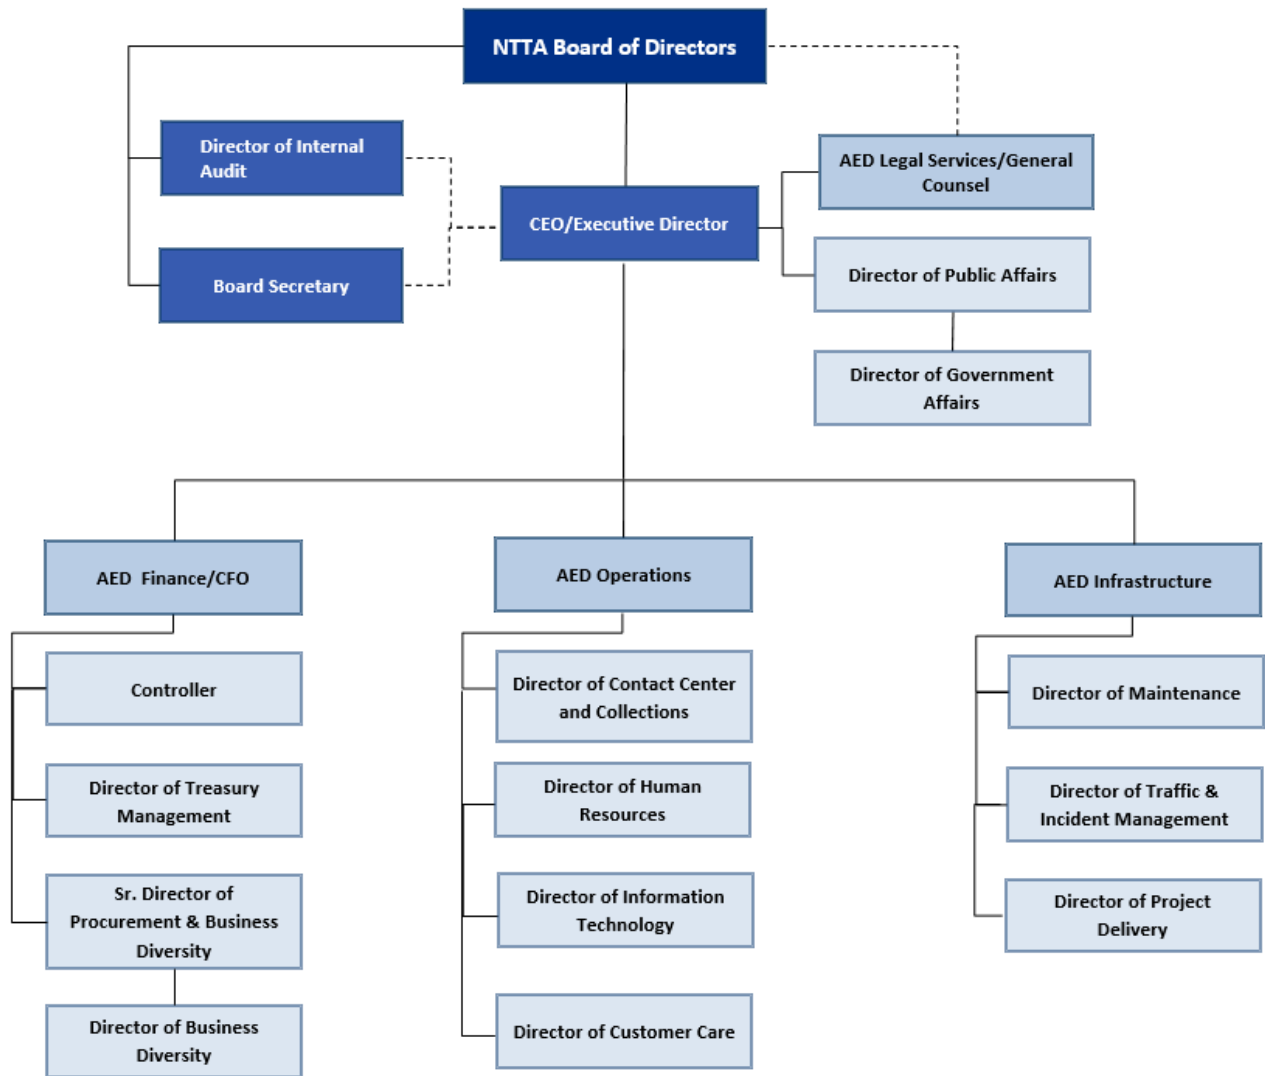 NTTA Board of Directors
Director of Internal
Audit
AED Legal Services/General
Counsel
CEO/Executive Director
Board Secretary
Director of Public Affairs
Director of Government
Affairs
AED  Finance/CFO
AED Operations
AED Infrastructure
Controller
Director of Contact Center
and Collections
Director of Maintenance
Director of Treasury
Management
Director of Human
Resources
Director of Traffic &
Incident Management
Sr. Director of
Procurement & Business
Diversity
Director of Information
Technology
Director of Project
Delivery
Director of Business
Diversity
Director of Customer Care